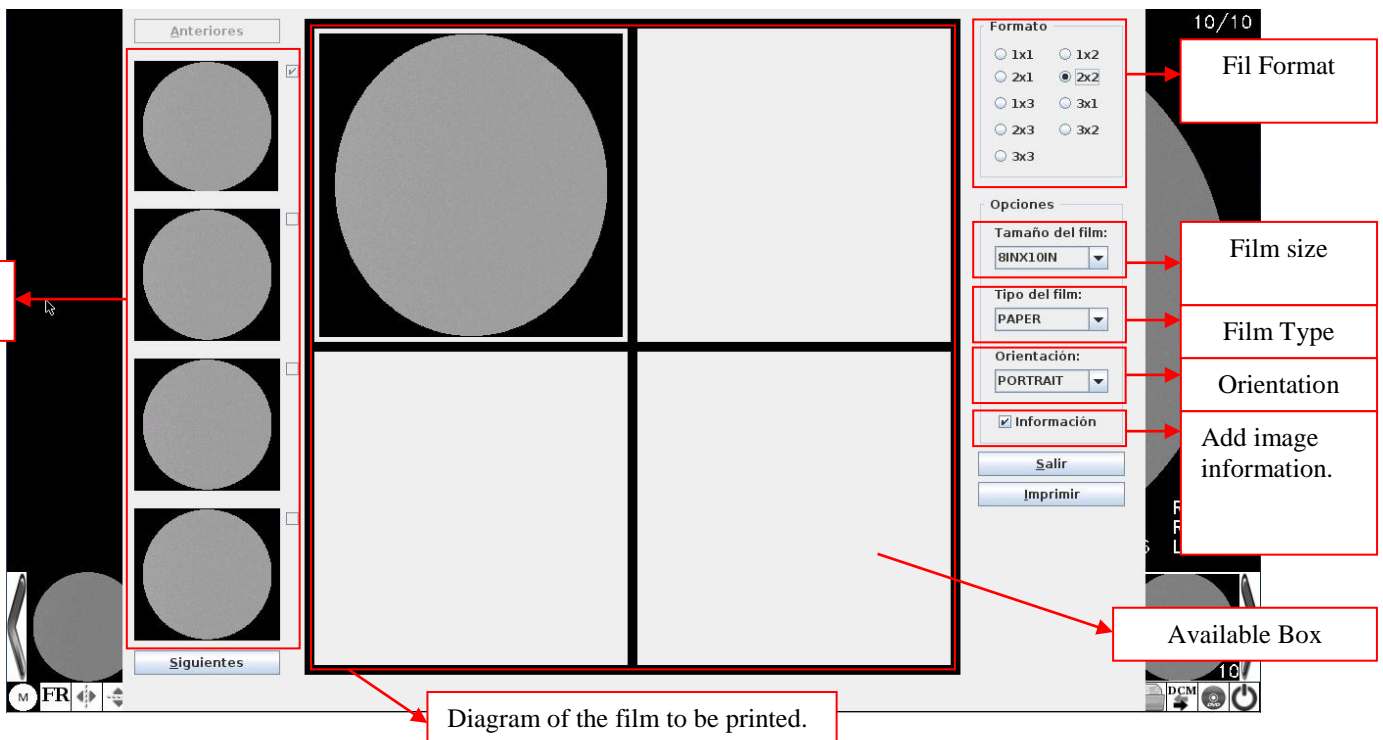 Anteriores
Siguientes
Formato
1x1
1x2
2x1
2x2
1x3
3x1
2x3
3x2
3x3
Opciones
Tamaño del film:
8INX10IN
Tipo del film:
PAPER
Orientación:
PORTRAIT
Información
Salir
Imprimir
10/10
Fil Format
Film size
Film Type
Orientation
Add image
information.
Available Box
Diagram of the film to be printed.
M
FR
10
DCM
DVD